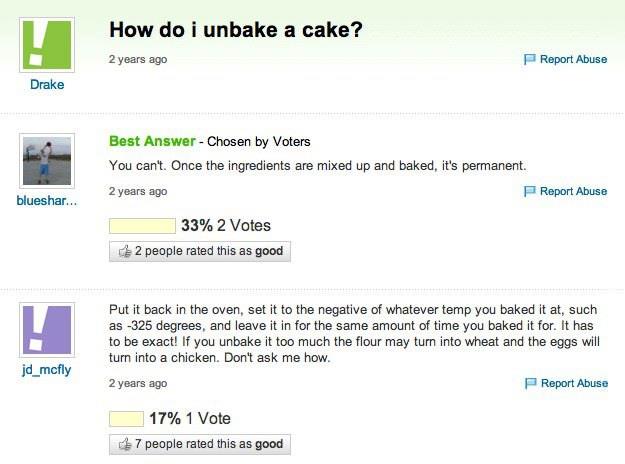 How do i unbake a cake?
2 years ago
Report Abuse
Drake
Best Answer - Chosen by Voters
You can't. Once the ingredients are mixed up and baked, it's permanent.
2 years ago
Report Abuse
blueshar...
33% 2 Votes
2 people rated this as good
Put it back in the oven, set it to the negative of whatever temp you baked it at, such
as -325 degrees, and leave it in for the same amount of time you baked it for. It has
to be exact! If you unbake it too much the flour may turn into wheat and the eggs will
turn into a chicken. Don't ask me how.
jd_mcfly
2 years ago
Report Abuse
17% 1 Vote
7 people rated this as good